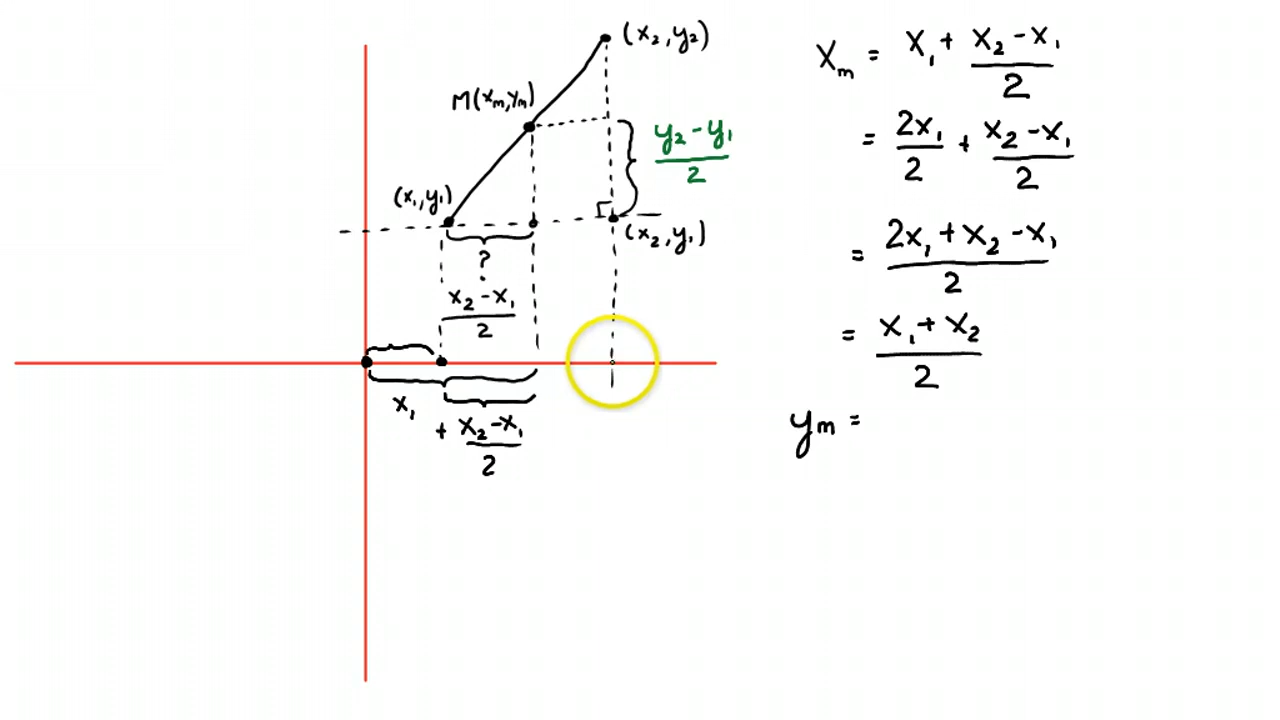 (x₂, y₂)
M(xₘ, yₘ)
(y₂ - y₁)/2
(x₁, y₁)
(x₂, y₁)
?
(x₂ - x₁)/2
x₁
+ (x₂ - x₁)/2
xₘ = x₁ + (x₂ - x₁)/2
= 2x₁/2 + (x₂ - x₁)/2
= (2x₁ + x₂ - x₁)/2
= (x₁ + x₂)/2
yₘ =